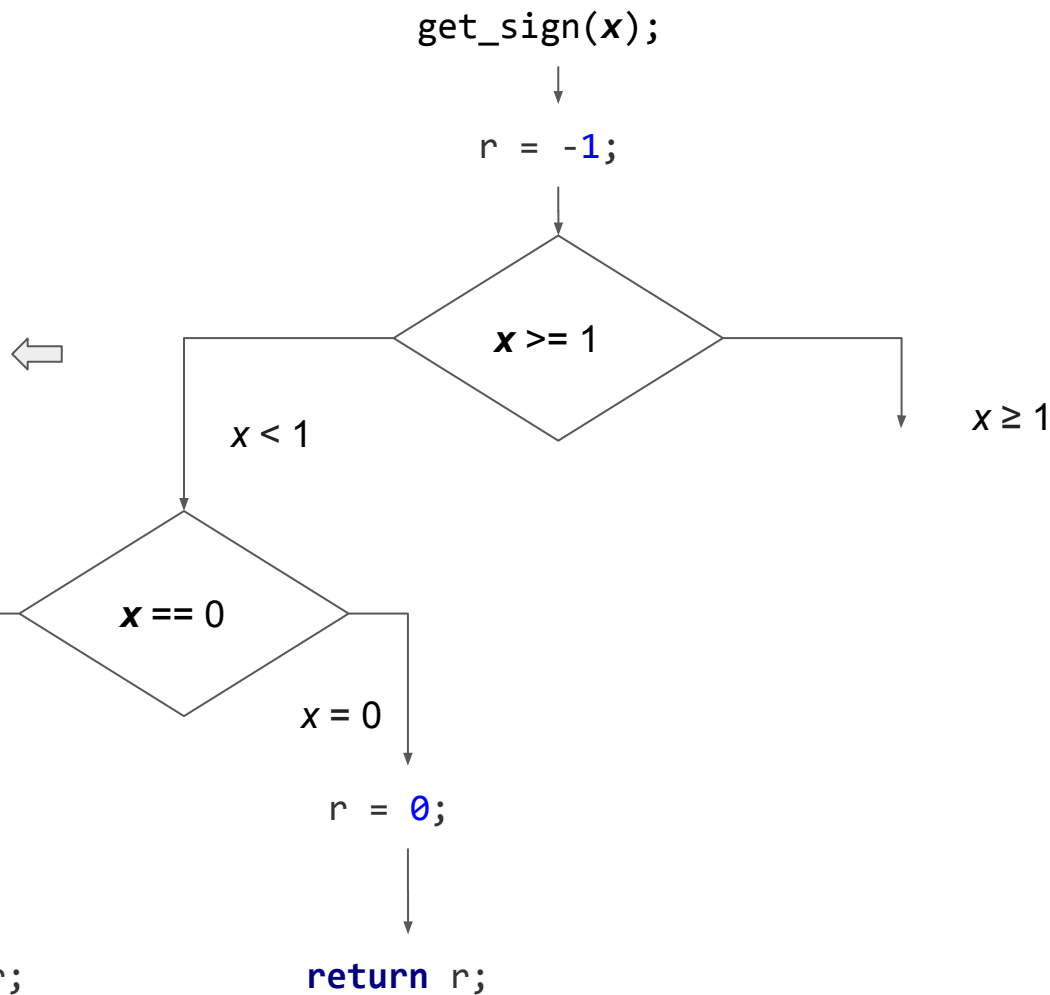 get_sign(x);
r = -1;
x >= 1
x < 1
x ≥ 1
x == 0
x = 0
r = 0;
r;
return r;